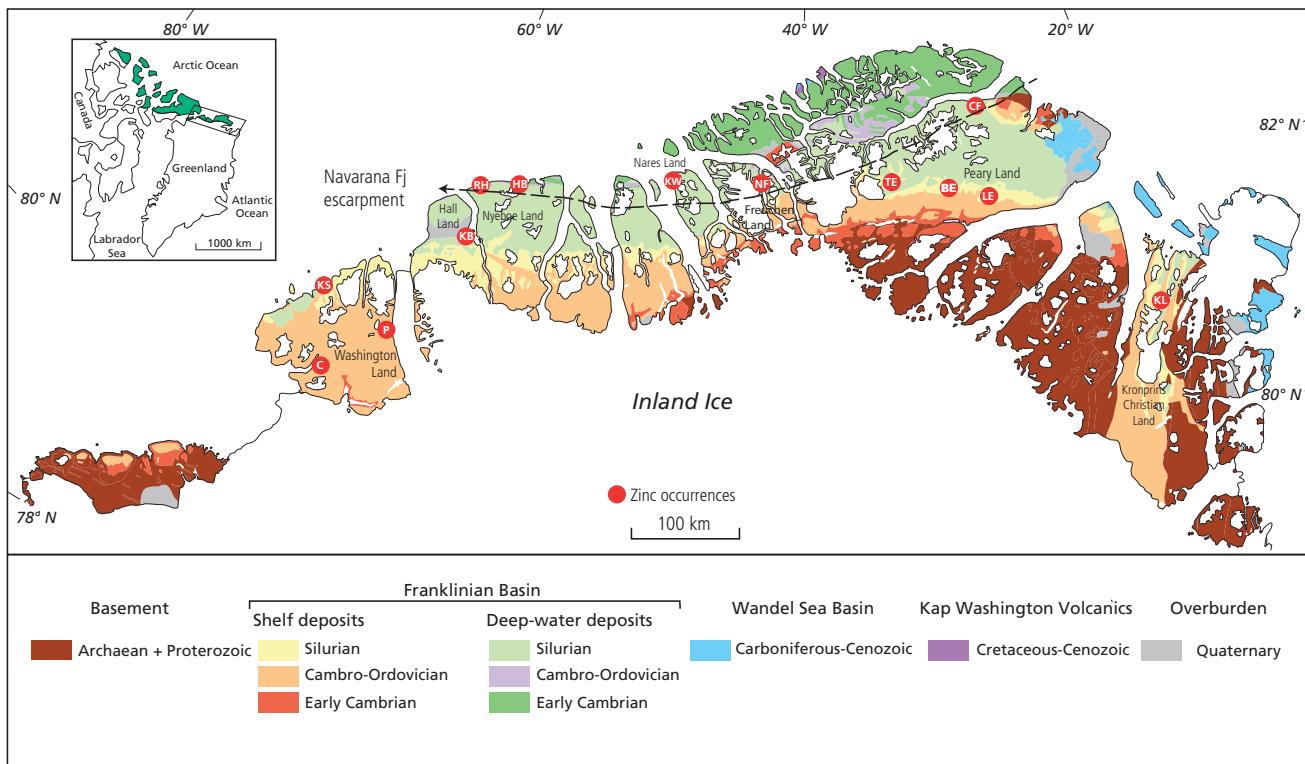 80° W
60° W
40° W
20° W
82° N
80° N
80° N
78° N
Arctic Ocean
Canada
Greenland
Atlantic
Ocean
Labrador
Sea
1000 km
Navarana Fj
escarpment
Nares Land
Hall
Land
Nyeboe Land
Freuchen
Land
Peary Land
Washington
Land
Kronprins
Christian
Land
RH
HB
KW
NF
CF
TE
BE
LE
KB
KS
P
C
KL
Inland Ice
Zinc occurrences
100 km
Franklinian Basin
Basement
Shelf deposits
Deep-water deposits
Wandel Sea Basin
Kap Washington Volcanics
Overburden
Archaean + Proterozoic
Silurian
Silurian
Carboniferous-Cenozoic
Cretaceous-Cenozoic
Quaternary
Cambro-Ordovician
Cambro-Ordovician
Early Cambrian
Early Cambrian